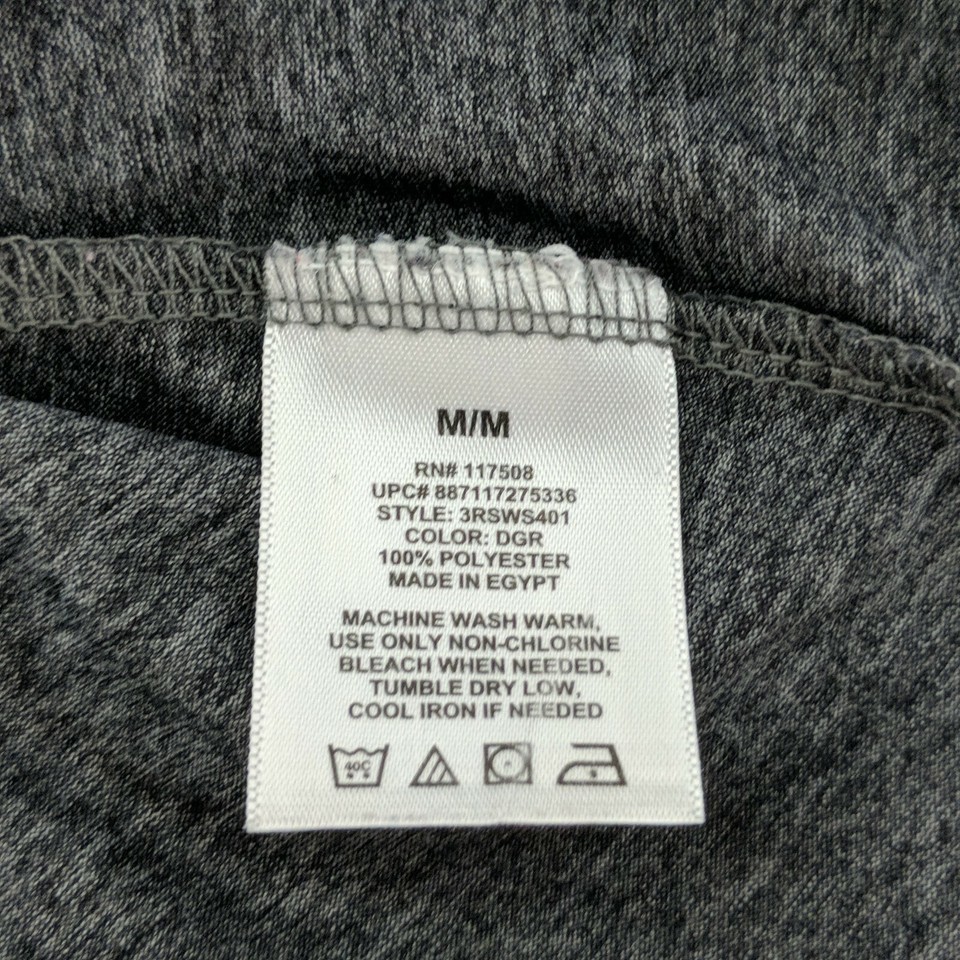 M/M
RN# 117508
UPC# 887117275336
STYLE: 3RSWS401
COLOR: DGR
100% POLYESTER
MADE IN EGYPT
MACHINE WASH WARM,
USE ONLY NON-CHLORINE
BLEACH WHEN NEEDED,
TUMBLE DRY LOW,
COOL IRON IF NEEDED
40C